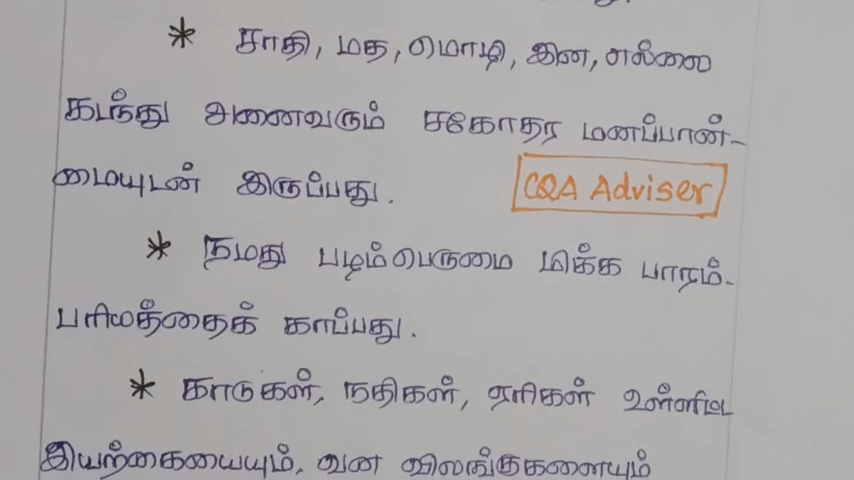 * சாதி, மத, மொழி, இன, எல்லை
கடந்து அனைவரும் சகோதர மனப்பான்-
மையுடன் இருப்பது.
CQA Adviser
* நமது பழம்பெருமை மிக்க பாரம்-
பரியத்தைக் காப்பது.
* காடுகள், நதிகள், ஏரிகள் உள்ளிட்ட
இயற்கையையும், வன விலங்குகளையும்